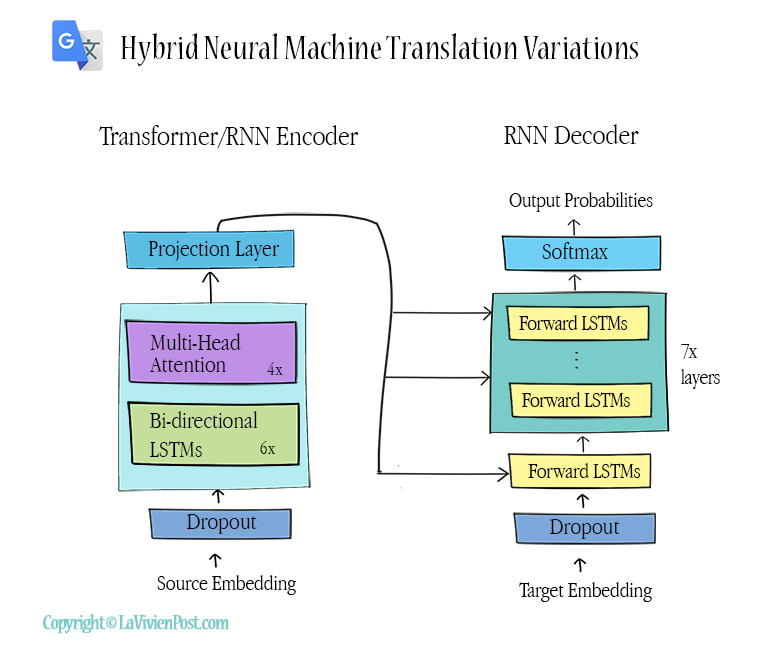 G 文
Hybrid Neural Machine Translation Variations
Transformer/RNN Encoder
Projection Layer
Multi-Head
Attention
4x
Bi-directional
LSTMs
6x
Dropout
Source Embedding
RNN Decoder
Output Probabilities
Softmax
Forward LSTMs
⋮
Forward LSTMs
7x
layers
Forward LSTMs
Dropout
Target Embedding
Copyright©LaVivienPost.com